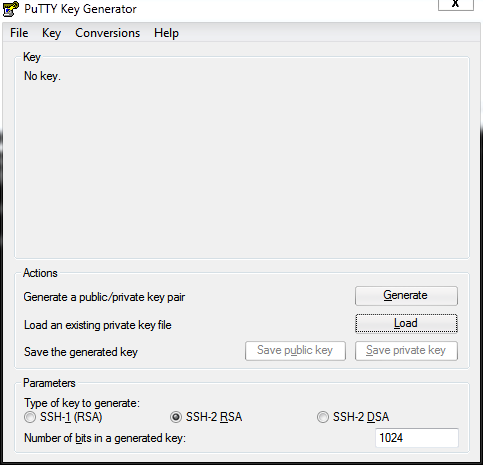 PuTTY Key Generator
X
File Key Conversions Help
Key
No key.
Actions
Generate a public/private key pair
Generate
Load an existing private key file
Load
Save the generated key
Save public key
Save private key
Parameters
Type of key to generate:
SSH-1 (RSA)
SSH-2 RSA
SSH-2 DSA
Number of bits in a generated key:
1024